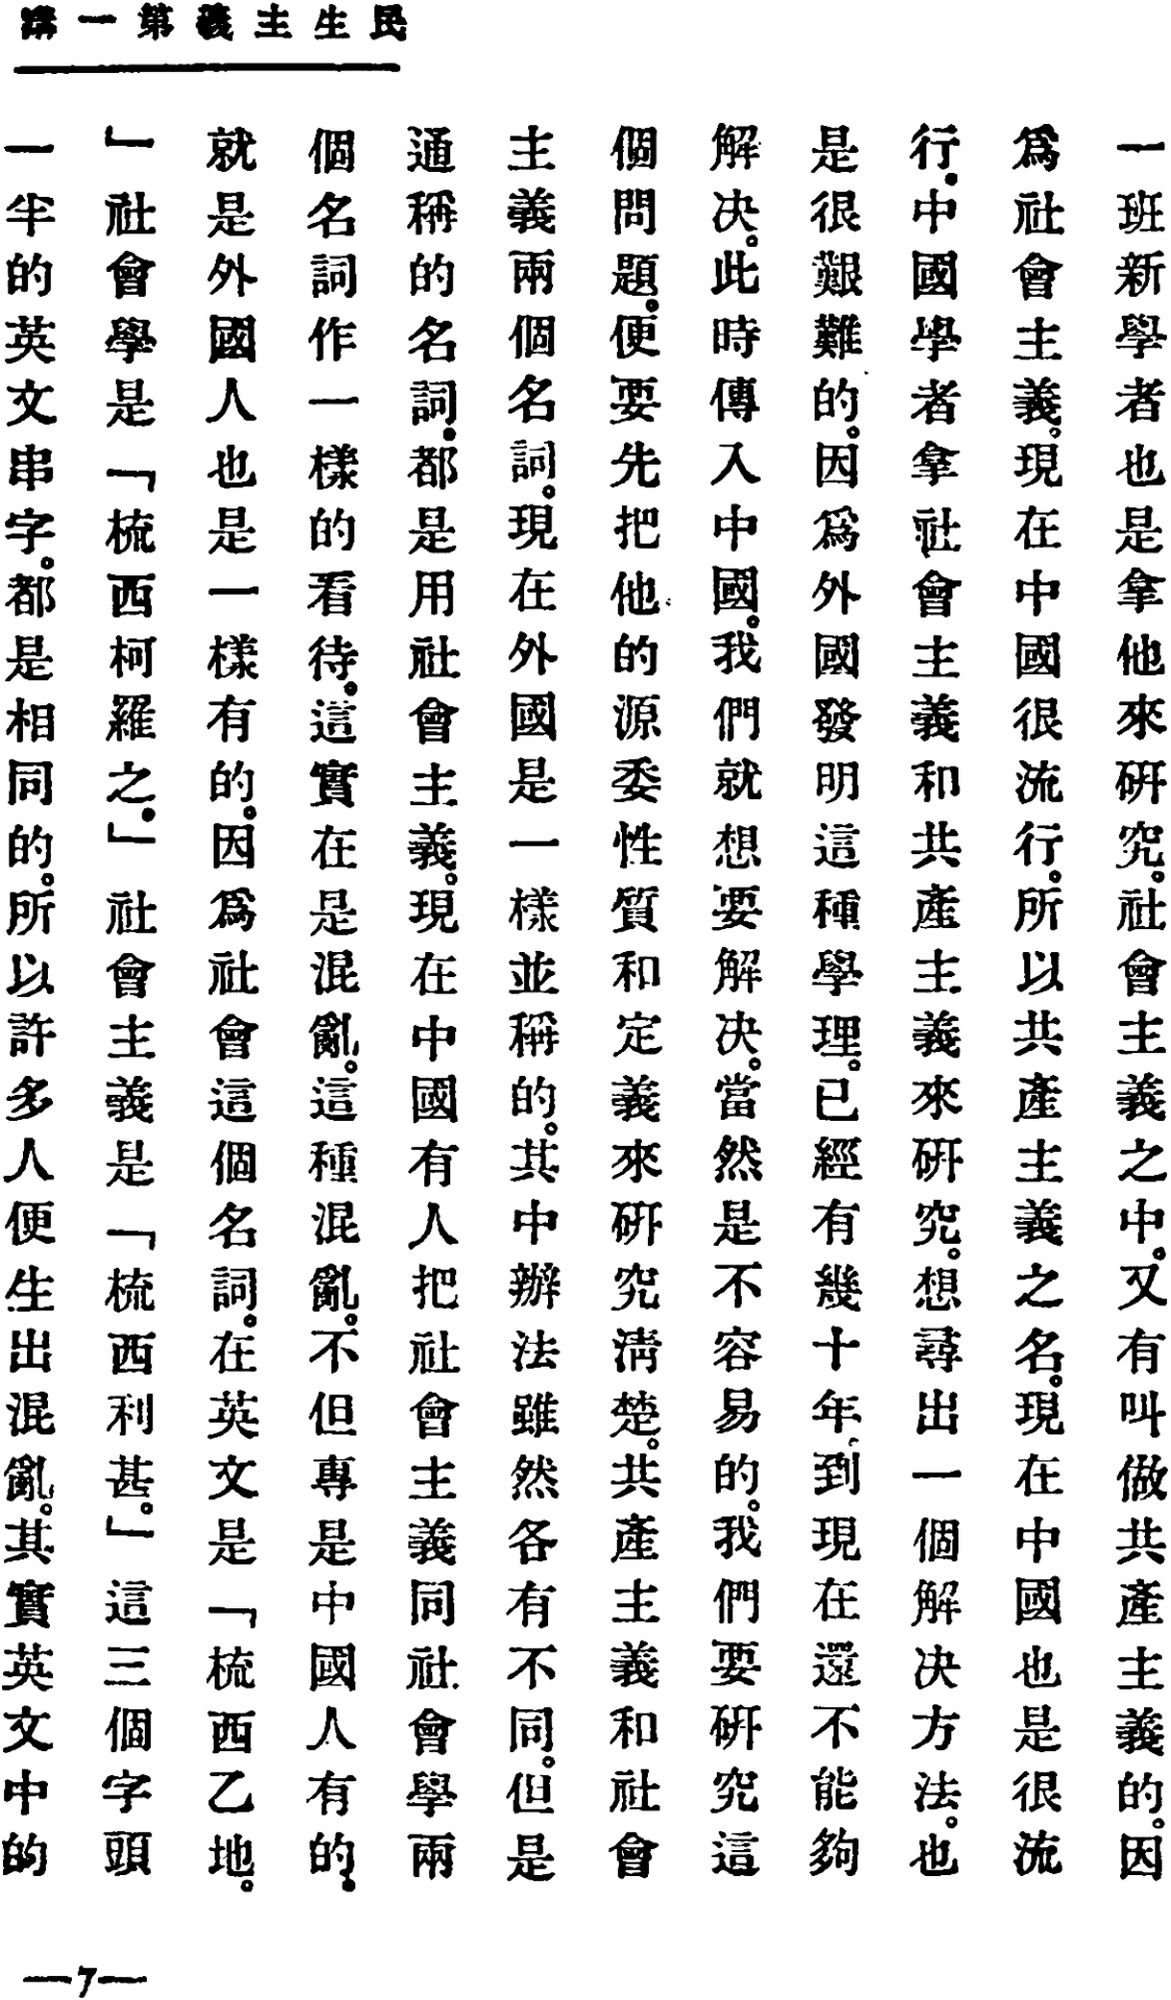 民生主義第一講
一班新學者也是拿他來研究。社會主義之中。又有叫做共產主義的。因
爲社會主義。現在中國很流行。所以共產主義之名。現在中國也是很流
行。中國學者拿社會主義和共產主義來研究。想尋出一個解决方法。也
是很艱難的。因爲外國發明這種學理。已經有幾十年、到現在還不能夠
解决。此時傳入中國。我們就想要解决。當然是不容易的。我們要研究這
個問題。便要先把他的源委性質和定義來研究清楚。共產主義和社會
主義兩個名詞。現在外國是一樣並稱的。其中辦法雖然各有不同。但是
通稱的名詞。都是用社會主義。現在中國有人把社會主義同社會學兩
個名詞作一樣的看待。這實在是混亂。這種混亂。不但專是中國人有的。
就是外國人也是一樣有的。因爲社會這個名詞。在英文是「梳西乙地。
」社會學是「梳西柯羅之。」社會主義是「梳西利甚。」這三個字頭
一半的英文串字。都是相同的。所以許多人便生出混亂。其實英文中的
—7—